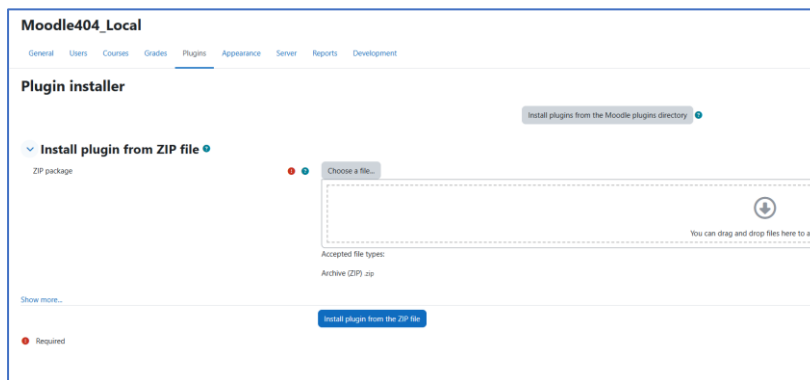 Moodle404_Local
General Users Courses Grades Plugins Appearance Server Reports Development
Plugin installer
Install plugins from the Moodle plugins directory
Install plugin from ZIP file
ZIP package
Choose a file...
You can drag and drop files here to a
Accepted file types:
Archive (ZIP) .zip
Show more...
Install plugin from the ZIP file
Required